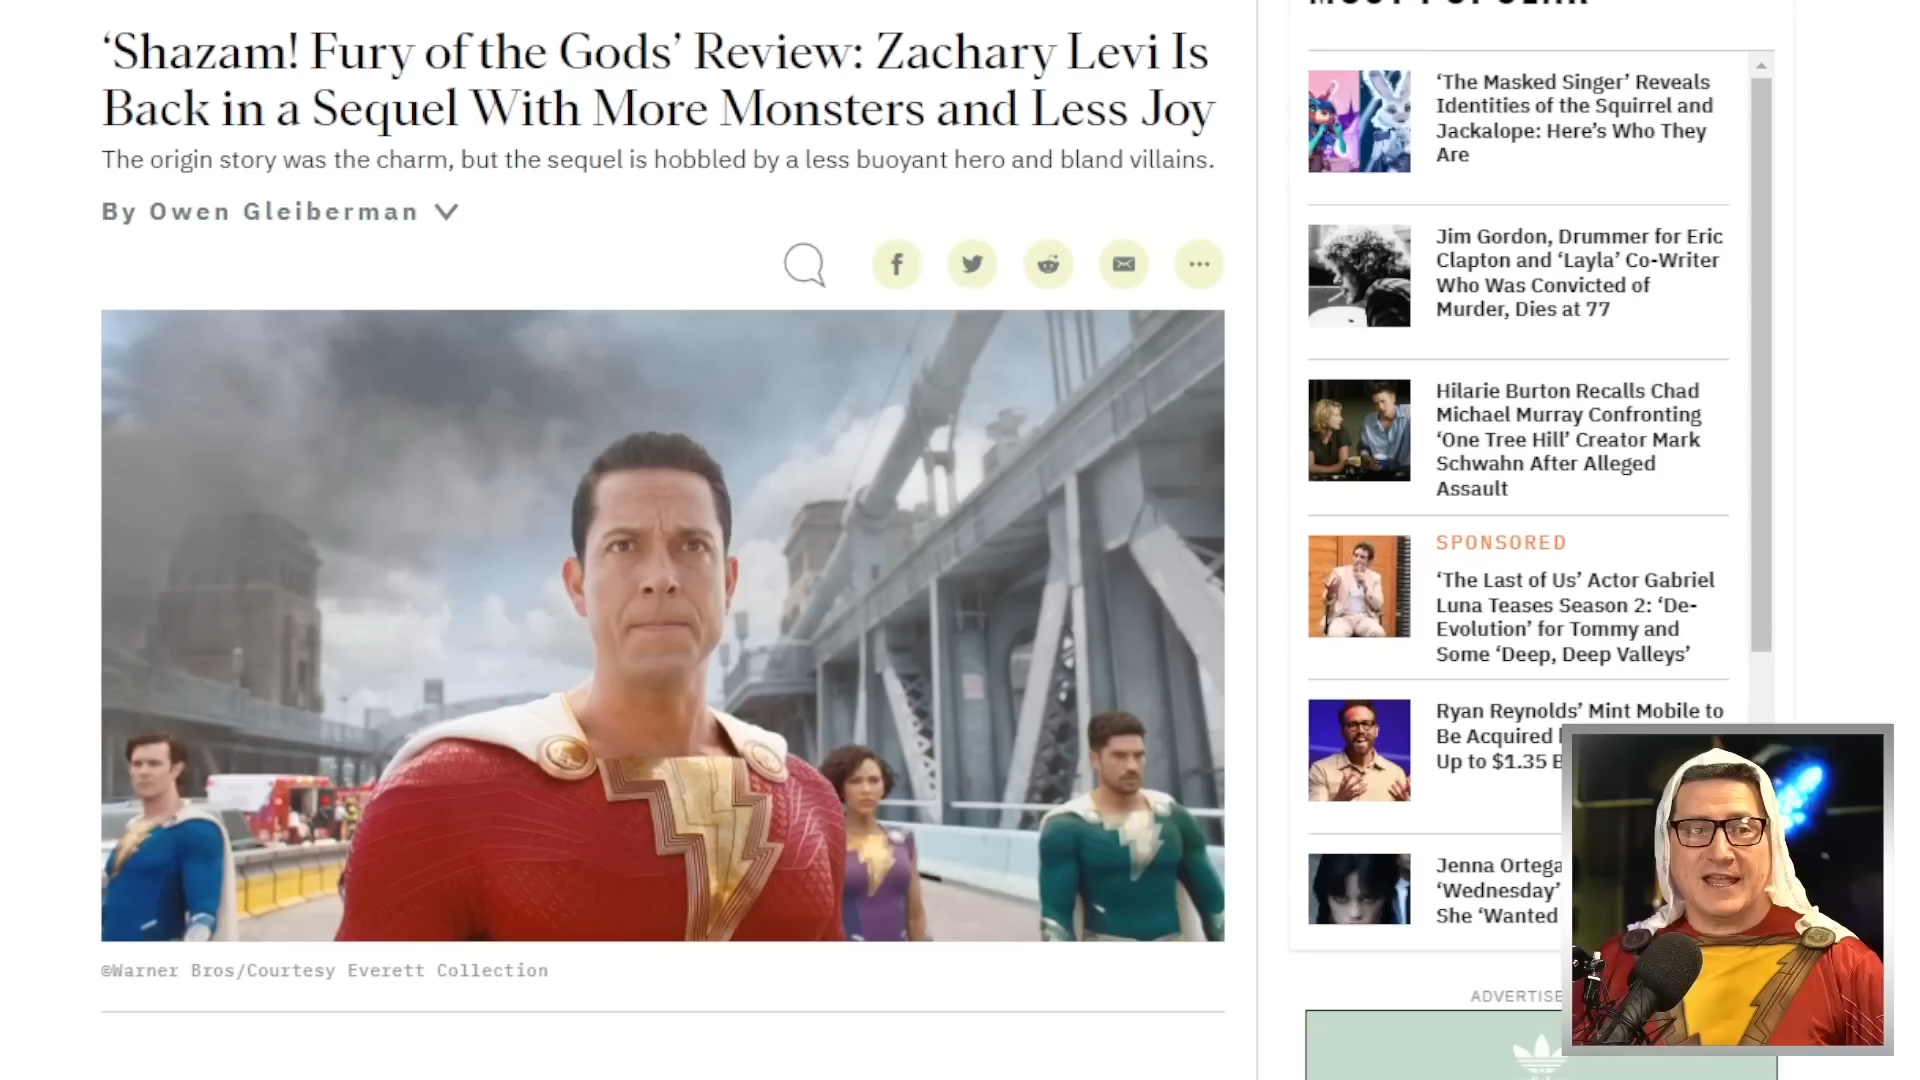 ‘Shazam! Fury of the Gods’ Review: Zachary Levi Is
Back in a Sequel With More Monsters and Less Joy
The origin story was the charm, but the sequel is hobbled by a less buoyant hero and bland villains.
By Owen Gleiberman
©Warner Bros/Courtesy Everett Collection
MOST POPULAR
‘The Masked Singer’ Reveals
Identities of the Squirrel and
Jackalope: Here’s Who They
Are
Jim Gordon, Drummer for Eric
Clapton and ‘Layla’ Co-Writer
Who Was Convicted of
Murder, Dies at 77
Hilarie Burton Recalls Chad
Michael Murray Confronting
‘One Tree Hill’ Creator Mark
Schwahn After Alleged
Assault
SPONSORED
‘The Last of Us’ Actor Gabriel
Luna Teases Season 2: ‘De-
Evolution’ for Tommy and
Some ‘Deep, Deep Valleys’
Ryan Reynolds’ Mint Mobile to
Be Acquired
Up to $1.35 B
Jenna Ortega
‘Wednesday’
She ‘Wanted
ADVERTISE